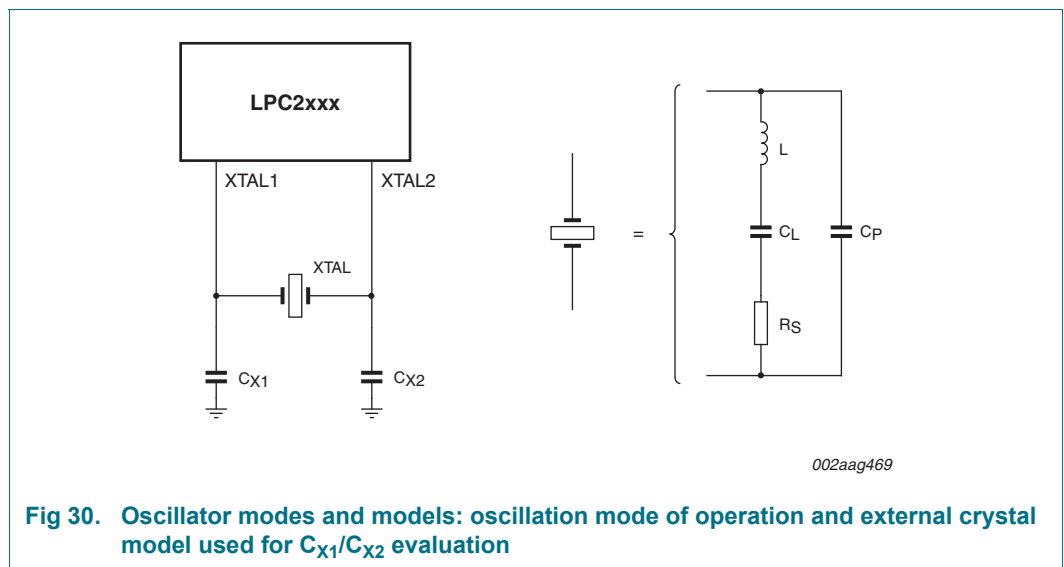 LPC2xxx
XTAL1
XTAL2
XTAL
CX1
CX2
=
L
CL
CP
RS
002aag469
Fig 30. Oscillator modes and models: oscillation mode of operation and external crystal
model used for CX1/CX2 evaluation